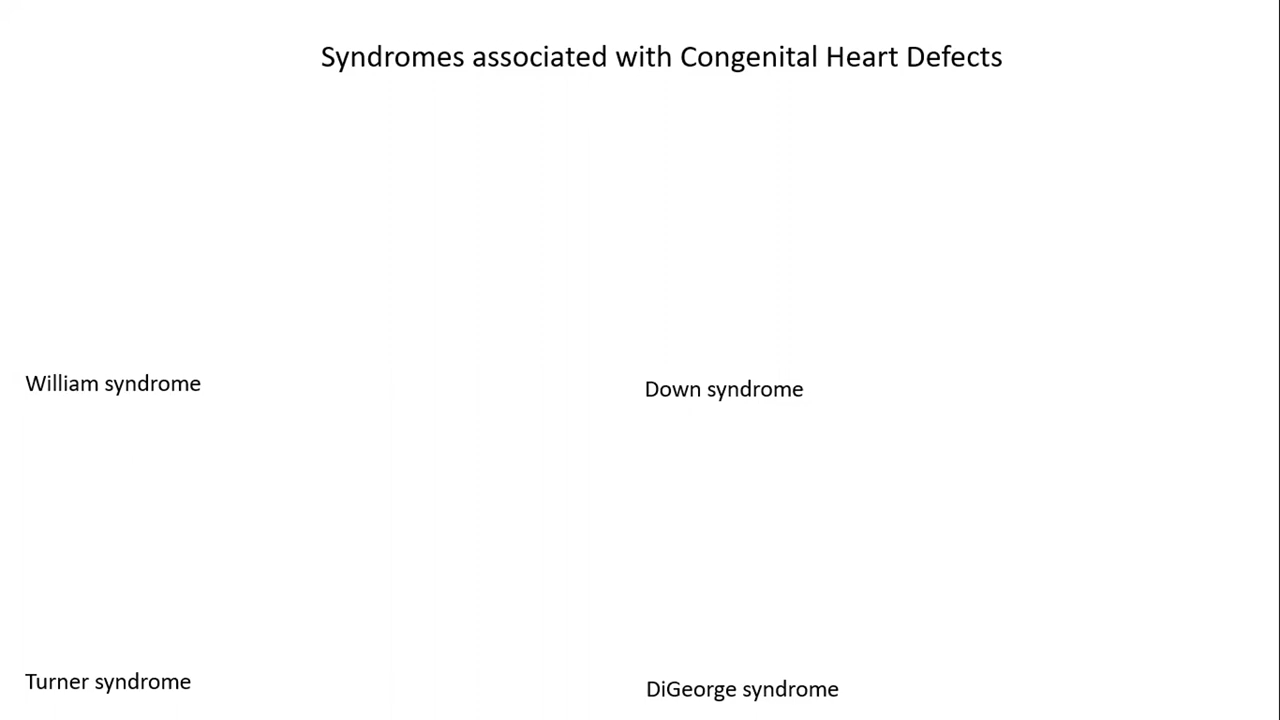 Syndromes associated with Congenital Heart Defects
William syndrome
Down syndrome
Turner syndrome
DiGeorge syndrome